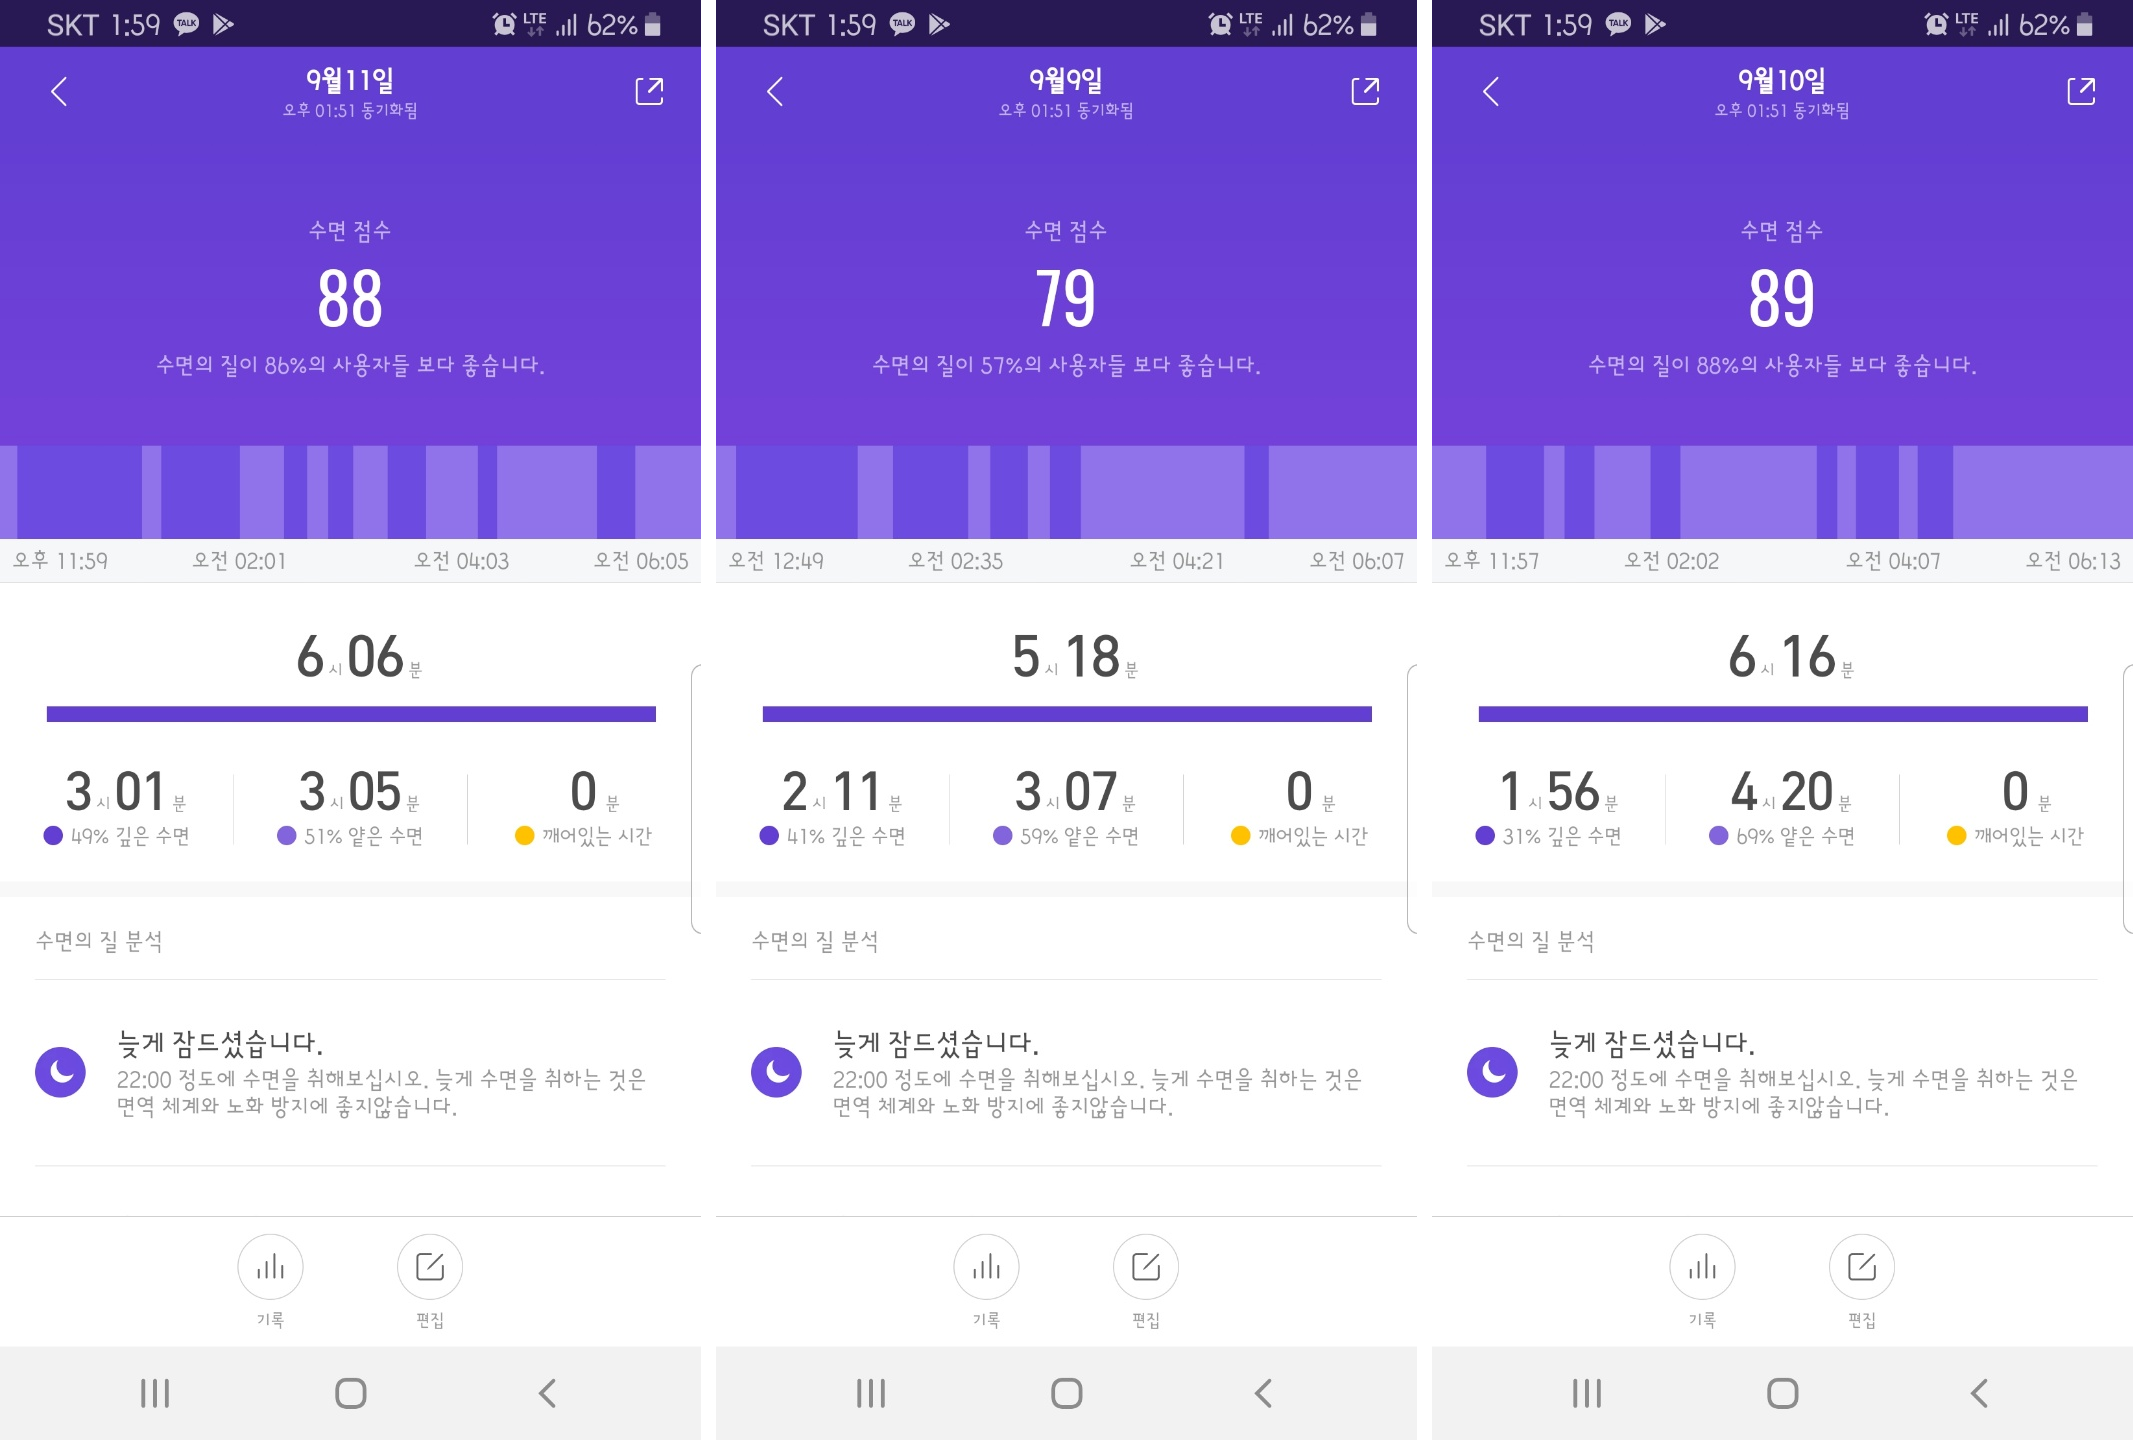 SKT 1:59 TALK LTE 62%
9월11일
오후 01:51 동기화됨
수면 점수
88
수면의 질이 86%의 사용자들 보다 좋습니다.
오후 11:59 오전 02:01 오전 04:03 오전 06:05
6시06분
3시01분 3시05분 0분
49% 깊은 수면 51% 얕은 수면 깨어있는 시간
수면의 질 분석
늦게 잠드셨습니다.
22:00 정도에 수면을 취해보십시오. 늦게 수면을 취하는 것은
면역 체계와 노화 방지에 좋지않습니다.
기록 편집
SKT 1:59 TALK LTE 62%
9월9일
오후 01:51 동기화됨
수면 점수
79
수면의 질이 57%의 사용자들 보다 좋습니다.
오전 12:49 오전 02:35 오전 04:21 오전 06:07
5시18분
2시11분 3시07분 0분
41% 깊은 수면 59% 얕은 수면 깨어있는 시간
수면의 질 분석
늦게 잠드셨습니다.
22:00 정도에 수면을 취해보십시오. 늦게 수면을 취하는 것은
면역 체계와 노화 방지에 좋지않습니다.
기록 편집
SKT 1:59 TALK LTE 62%
9월10일
오후 01:51 동기화됨
수면 점수
89
수면의 질이 88%의 사용자들 보다 좋습니다.
오후 11:57 오전 02:02 오전 04:07 오전 06:13
6시16분
1시56분 4시20분 0분
31% 깊은 수면 69% 얕은 수면 깨어있는 시간
수면의 질 분석
늦게 잠드셨습니다.
22:00 정도에 수면을 취해보십시오. 늦게 수면을 취하는 것은
면역 체계와 노화 방지에 좋지않습니다.
기록 편집